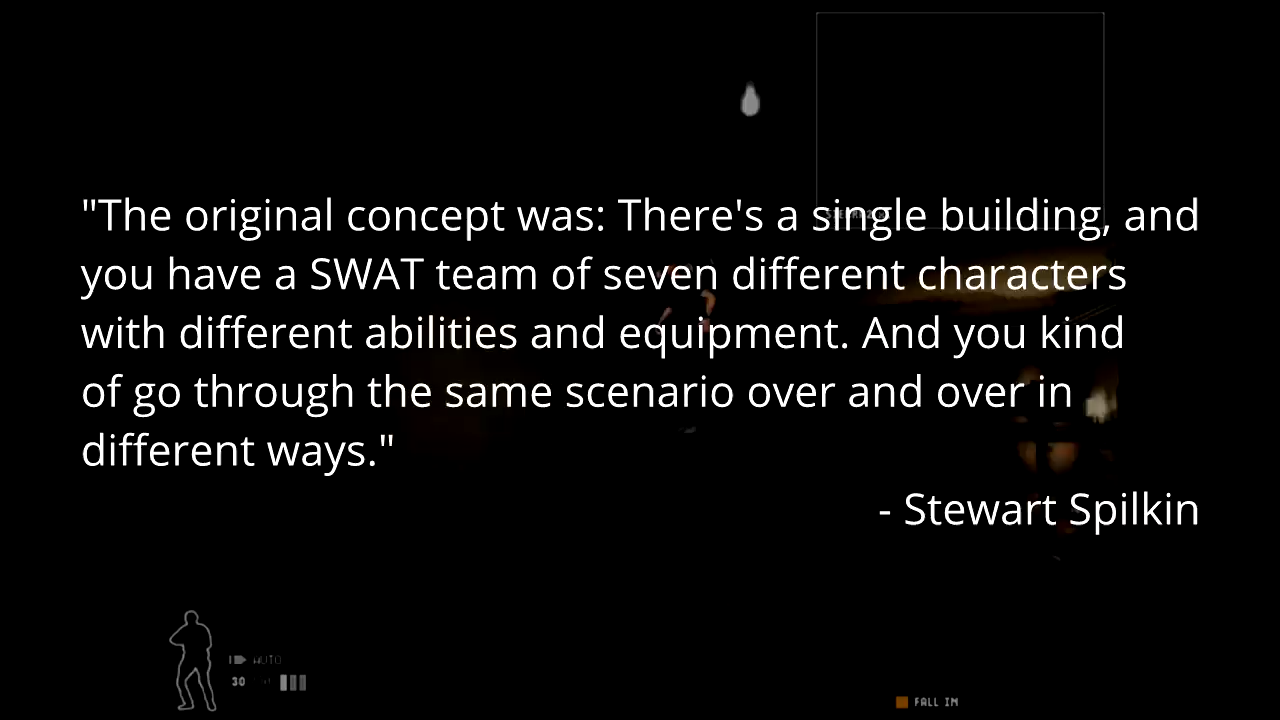 "The original concept was: There's a single building, and
you have a SWAT team of seven different characters
with different abilities and equipment. And you kind
of go through the same scenario over and over in
different ways."
- Stewart Spilkin
AUTO
30
FALL IN